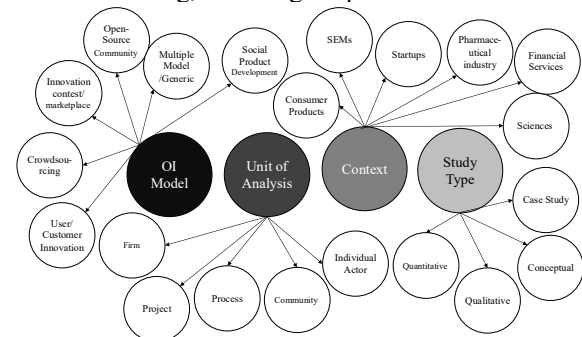 Open-
Source
Community
Multiple
Model
/Generic
Social
Product
Development
SEMs
Startups
Pharmace-
utical
industry
Financial
Services
Innovation
contest/
marketplace
Consumer
Products
Sciences
Crowdsou-
rcing
OI
Model
Unit of
Analysis
Context
Study
Type
Case Study
User/
Customer
Innovation
Firm
Project
Process
Community
Individual
Actor
Quantitative
Qualitative
Conceptual